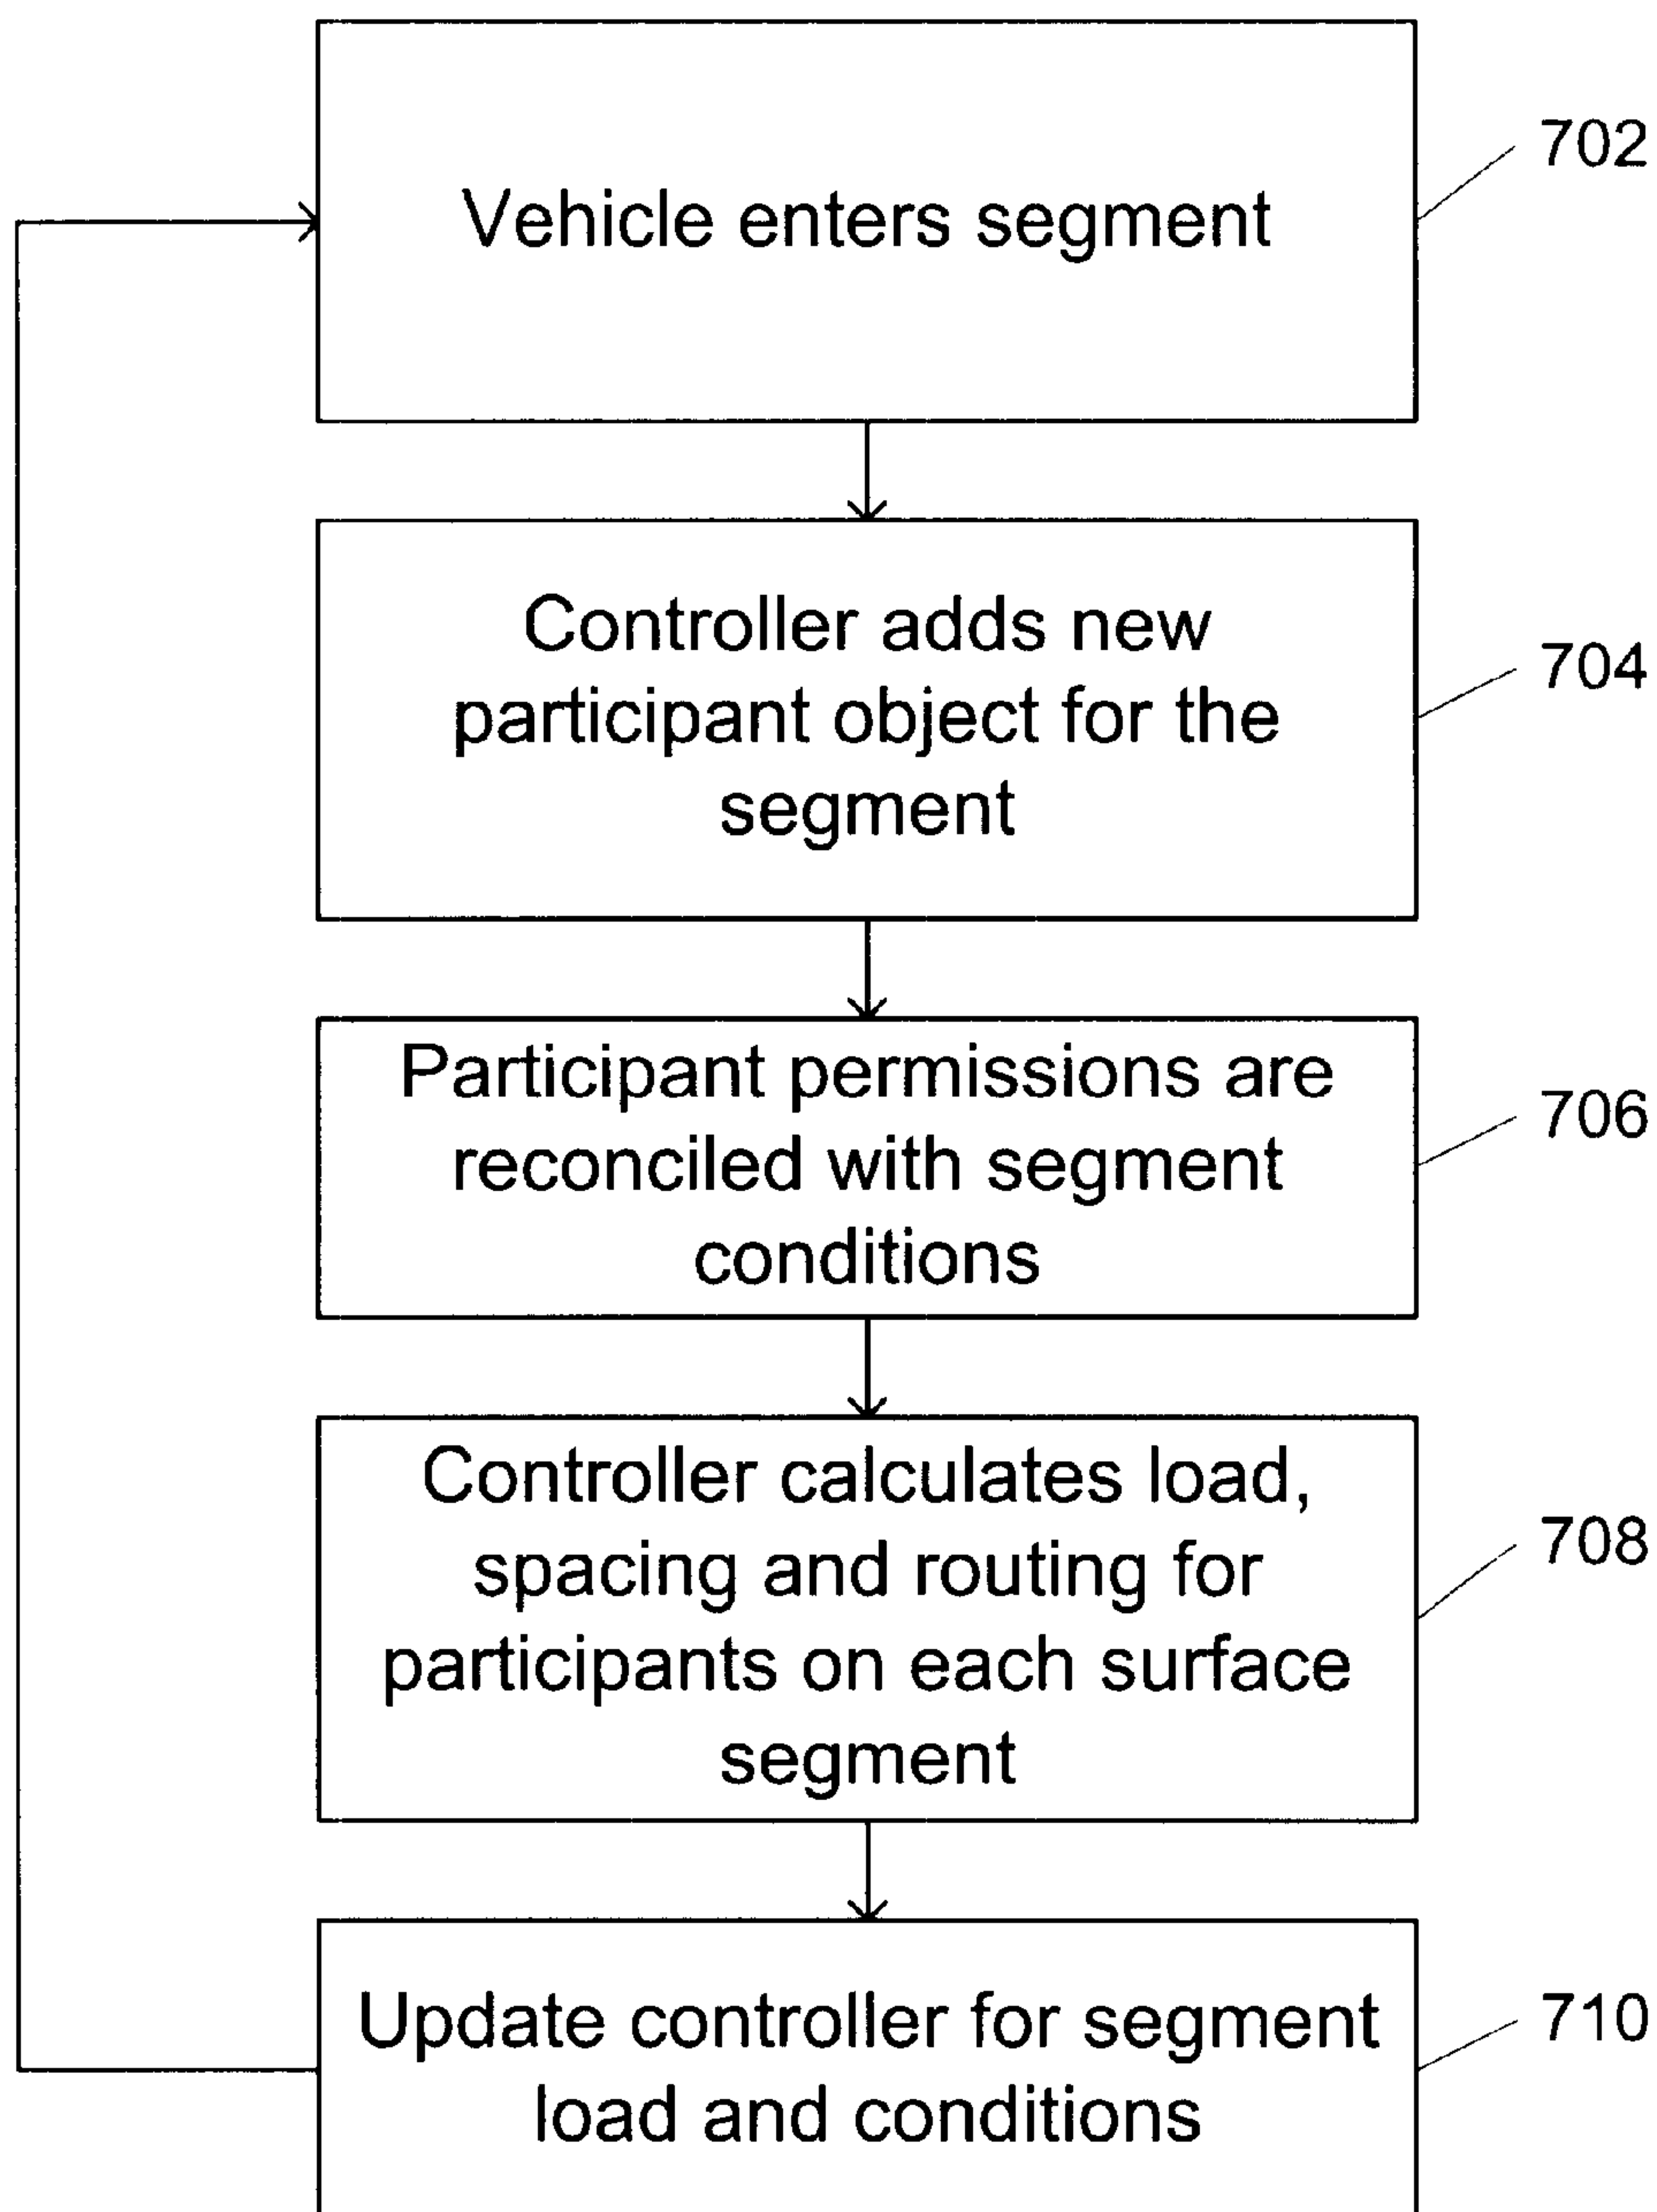 Vehicle enters segment
702
Controller adds new
participant object for the
segment
704
Participant permissions are
reconciled with segment
conditions
706
Controller calculates load,
spacing and routing for
participants on each surface
segment
708
Update controller for segment
load and conditions
710